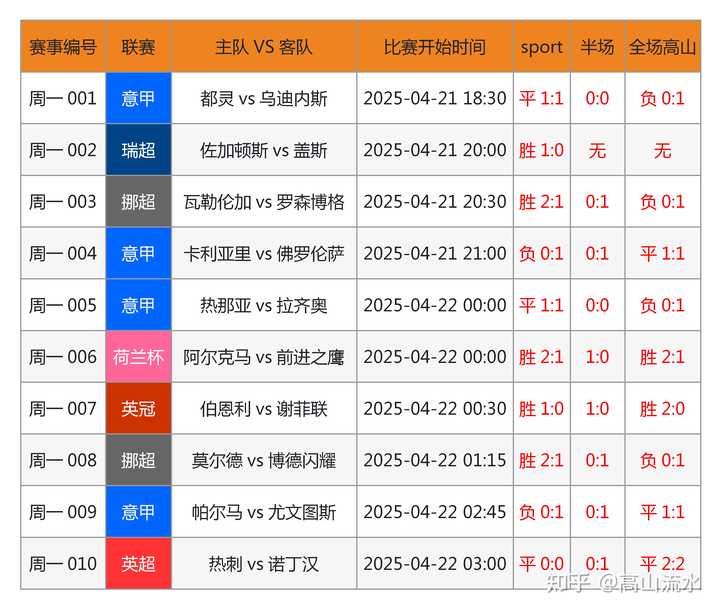 赛事编号 联赛 主队 VS 客队 比赛开始时间 sport 半场 全场高山
周一 001 意甲 都灵 vs 乌迪内斯 2025-04-21 18:30 平 1:1 0:0 负 0:1
周一 002 瑞超 佐加顿斯 vs 盖斯 2025-04-21 20:00 胜 1:0 无 无
周一 003 挪超 瓦勒伦加 vs 罗森博格 2025-04-21 20:30 胜 2:1 0:1 负 0:1
周一 004 意甲 卡利亚里 vs 佛罗伦萨 2025-04-21 21:00 负 0:1 0:1 平 1:1
周一 005 意甲 热那亚 vs 拉齐奥 2025-04-22 00:00 平 1:1 0:0 负 0:1
周一 006 荷兰杯 阿尔克马 vs 前进之鹰 2025-04-22 00:00 胜 2:1 1:0 胜 2:1
周一 007 英冠 伯恩利 vs 谢菲联 2025-04-22 00:30 胜 1:0 1:0 胜 2:0
周一 008 挪超 莫尔德 vs 博德闪耀 2025-04-22 01:15 胜 2:1 0:1 负 0:1
周一 009 意甲 帕尔马 vs 尤文图斯 2025-04-22 02:45 负 0:1 0:1 平 1:1
周一 010 英超 热刺 vs 诺丁汉 2025-04-22 03:00 平 0:0 0:1 平 2:2
知乎 @高山流水